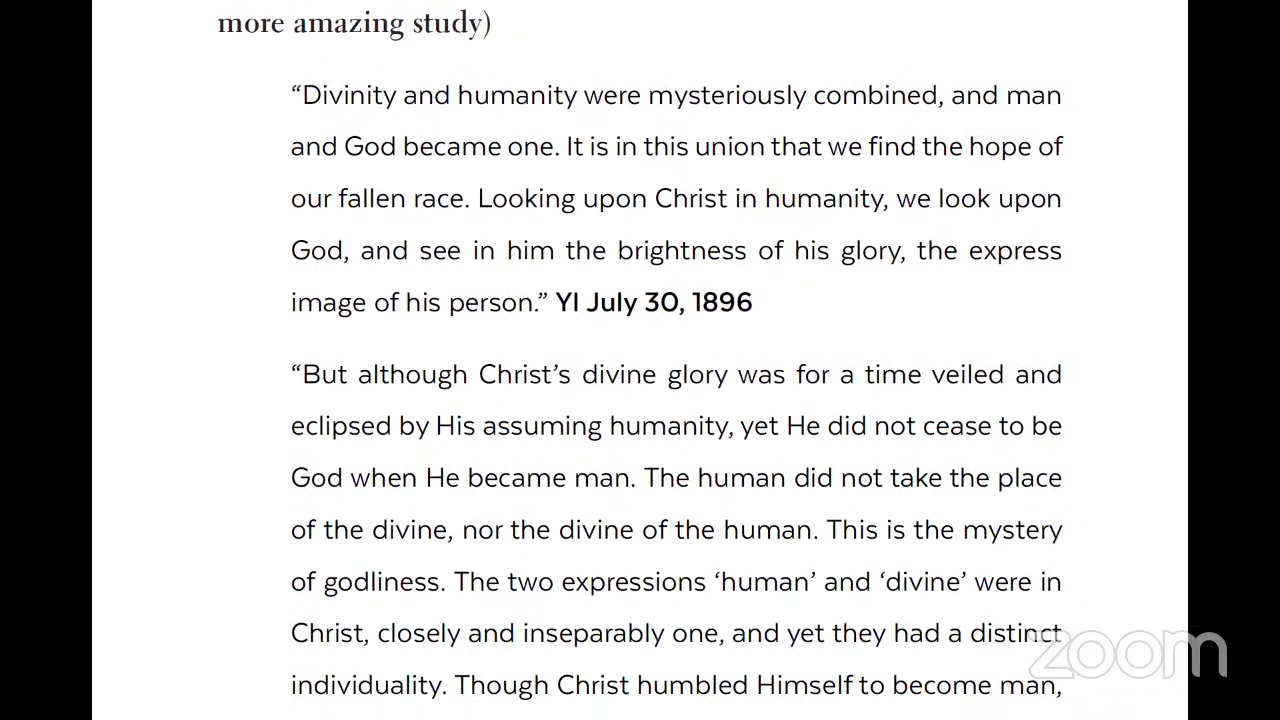 more amazing study)
“Divinity and humanity were mysteriously combined, and man
and God became one. It is in this union that we find the hope of
our fallen race. Looking upon Christ in humanity, we look upon
God, and see in him the brightness of his glory, the express
image of his person.” YI July 30, 1896
“But although Christ’s divine glory was for a time veiled and
eclipsed by His assuming humanity, yet He did not cease to be
God when He became man. The human did not take the place
of the divine, nor the divine of the human. This is the mystery
of godliness. The two expressions ‘human’ and ‘divine’ were in
Christ, closely and inseparably one, and yet they had a distinct
individuality. Though Christ humbled Himself to become man,
zoom